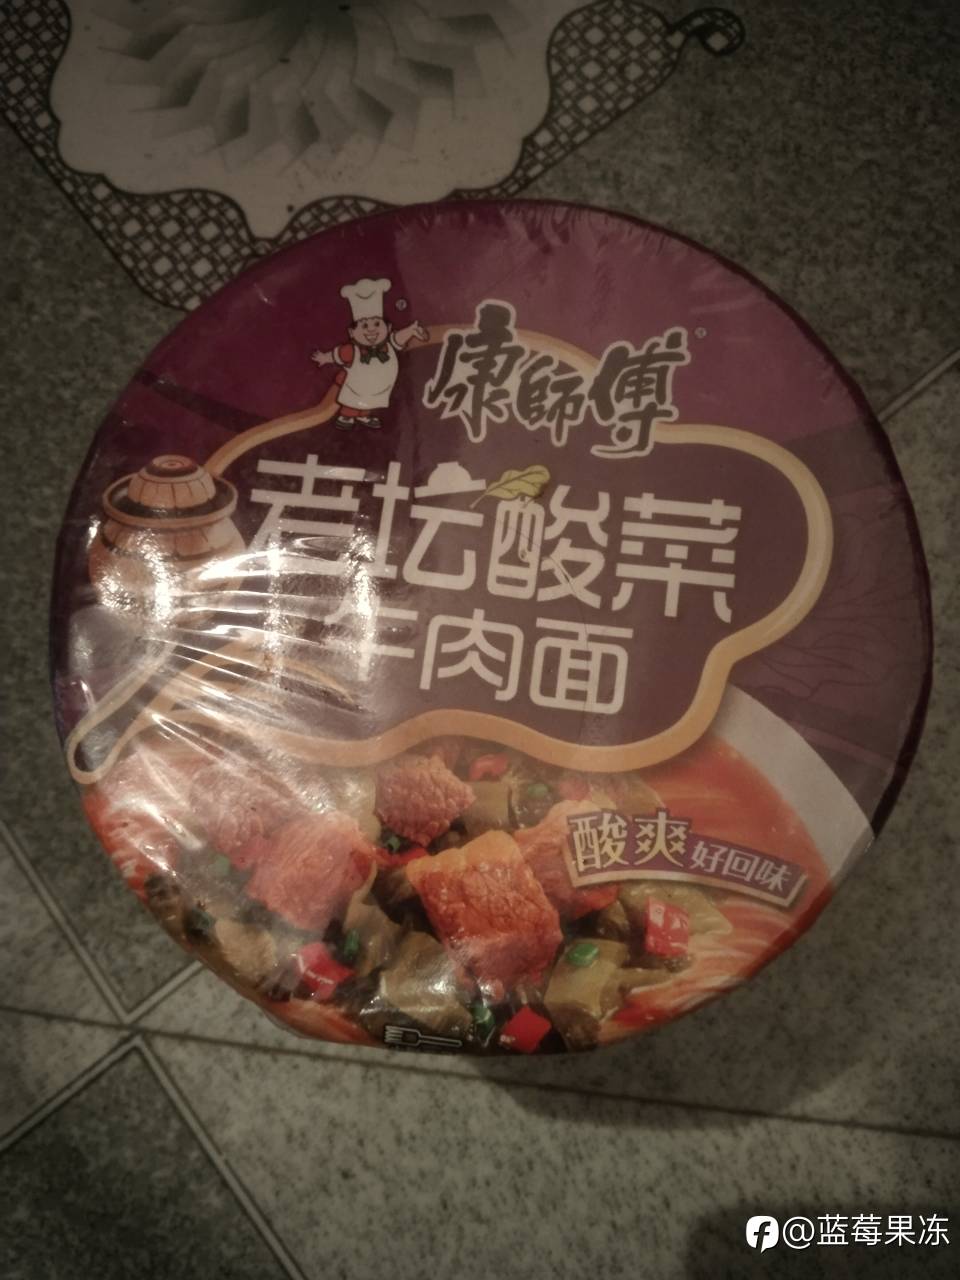 康師傅
老坛酸菜
牛肉面
酸爽 好回味
@蓝莓果冻